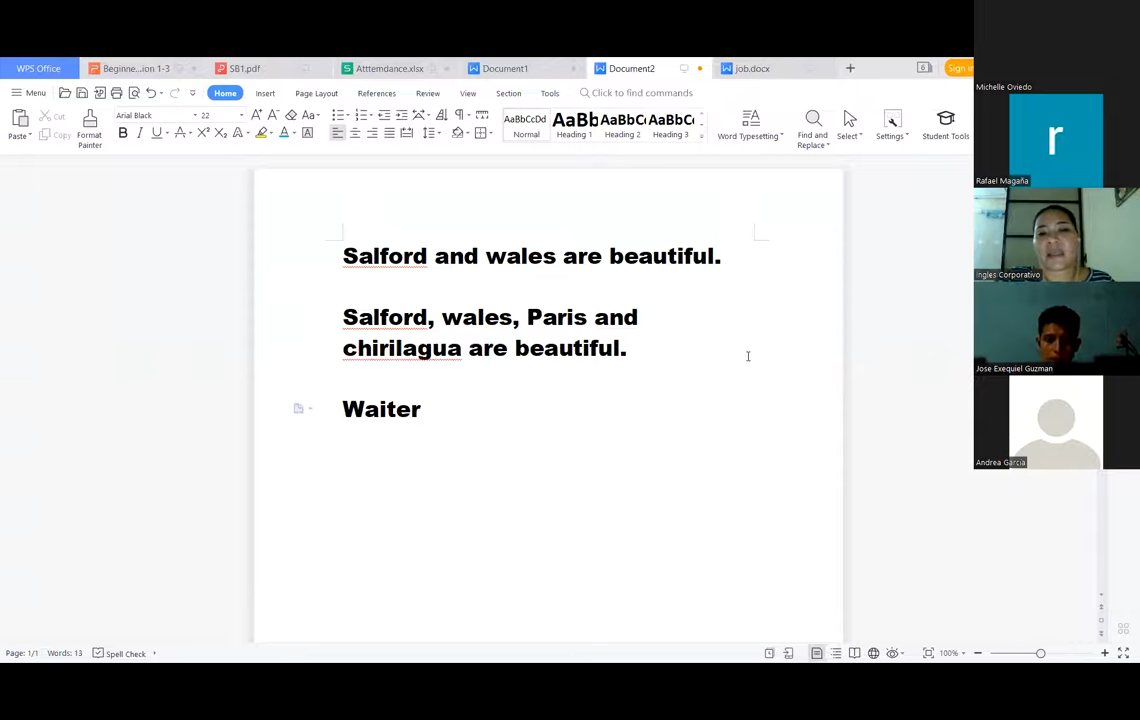 WPS Office
Beginne...ion 1-3
SB1.pdf
Atttemdance.xlsx
Document1
Document2
job.docx
6
Sign in
Menu
Home
Insert
Page Layout
References
Review
View
Section
Tools
Click to find commands
Paste
Cut
Copy
Format
Painter
Arial Black
22
AaBbCcDd
Normal
AaBb
Heading 1
AaBbC
Heading 2
AaBbC
Heading 3
Word Typesetting
Find and
Replace
Select
Settings
Student Tools
Salford and wales are beautiful.
Salford, wales, Paris and
chirilagua are beautiful.
Waiter
Page: 1/1
Words: 13
Spell Check
100%
Michelle Oviedo
r
Rafael Magaña
Ingles Corporativo
Jose Exequiel Guzman
Andrea García